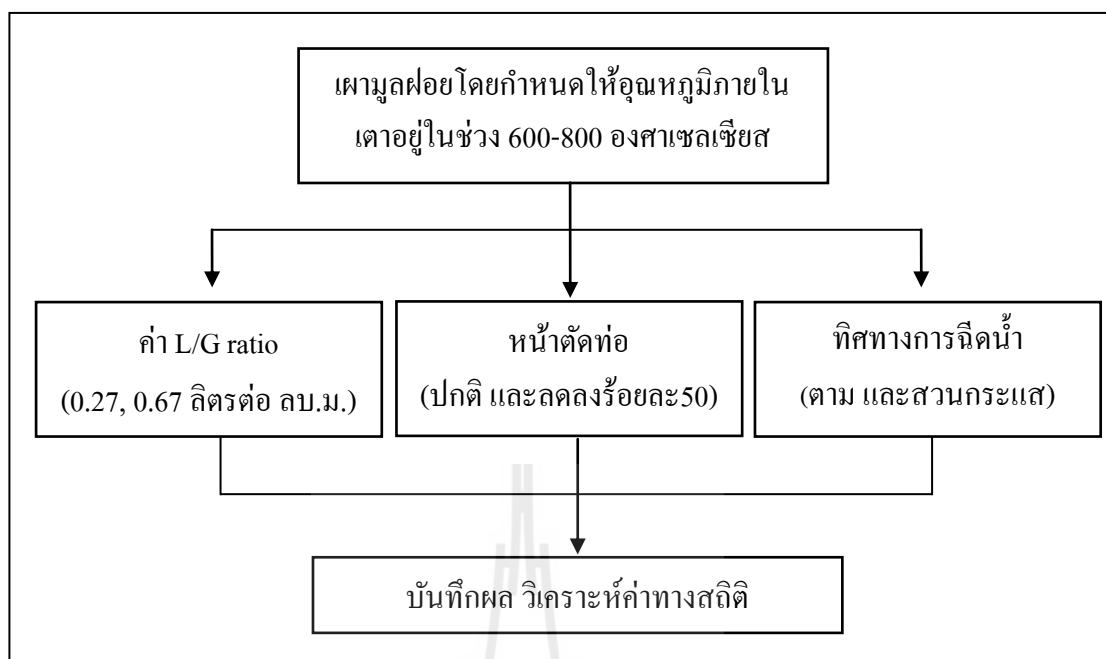 เผามูลฝอยโดยกำหนดให้อุณหภูมิภายใน
เตาอยู่ในช่วง 600-800 องศาเซลเซียส
ค่า L/G ratio
(0.27, 0.67 ลิตรต่อ ลบ.ม.)
หน้าตัดท่อ
(ปกติ และลดลงร้อยละ50)
ทิศทางการฉีดน้ำ
(ตาม และสวนกระแส)
บันทึกผล วิเคราะห์ค่าทางสถิติ